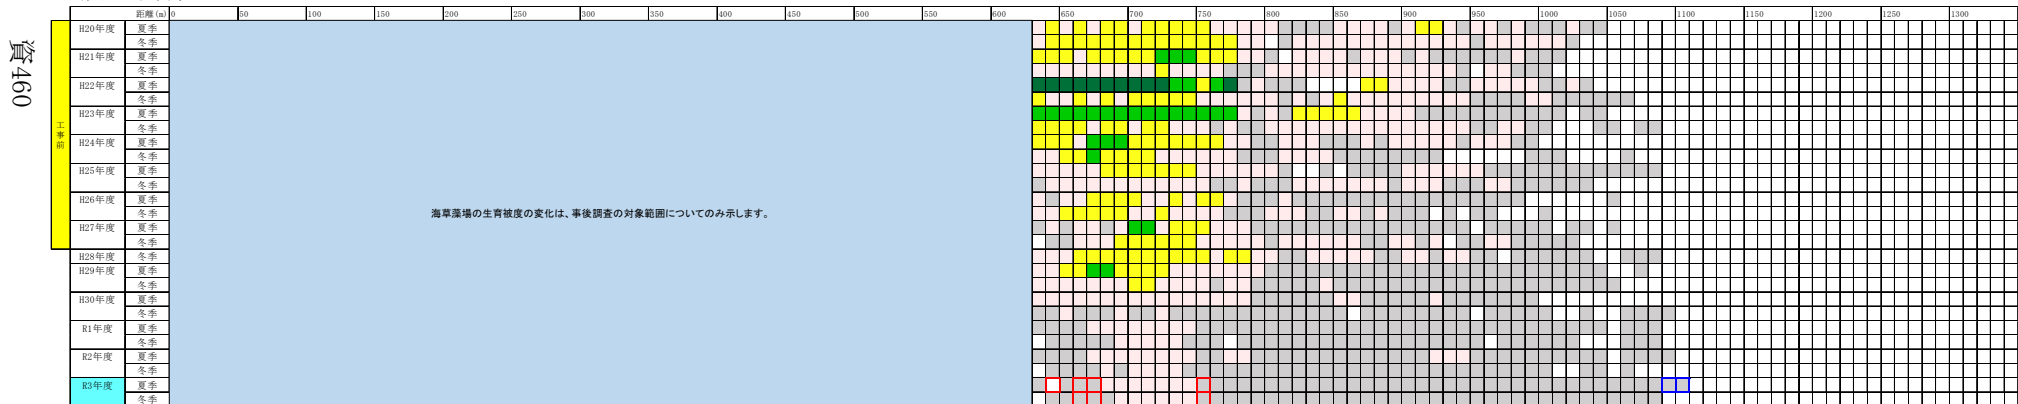 資460
距離(m) 0 50 100 150 200 250 300 350 400 450 500 550 600 650 700 750 800 850 900 950 1000 1050 1100 1150 1200 1250 1300
工事前
H20年度 夏季
冬季
H21年度 夏季
冬季
H22年度 夏季
冬季
H23年度 夏季
冬季
H24年度 夏季
冬季
H25年度 夏季
冬季
H26年度 夏季
冬季
H27年度 夏季
冬季
H28年度 冬季
H29年度 夏季
冬季
H30年度 夏季
冬季
R1年度 夏季
冬季
R2年度 夏季
冬季
R3年度 夏季
冬季
海草藻場の生育被度の変化は、事後調査の対象範囲についてのみ示します。